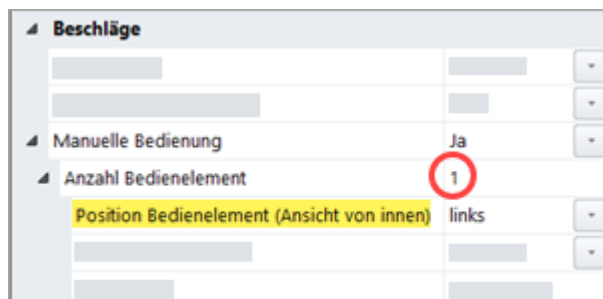 Beschläge
Manuelle Bedienung Ja
Anzahl Bedienelement 1
Position Bedienelement (Ansicht von innen) links